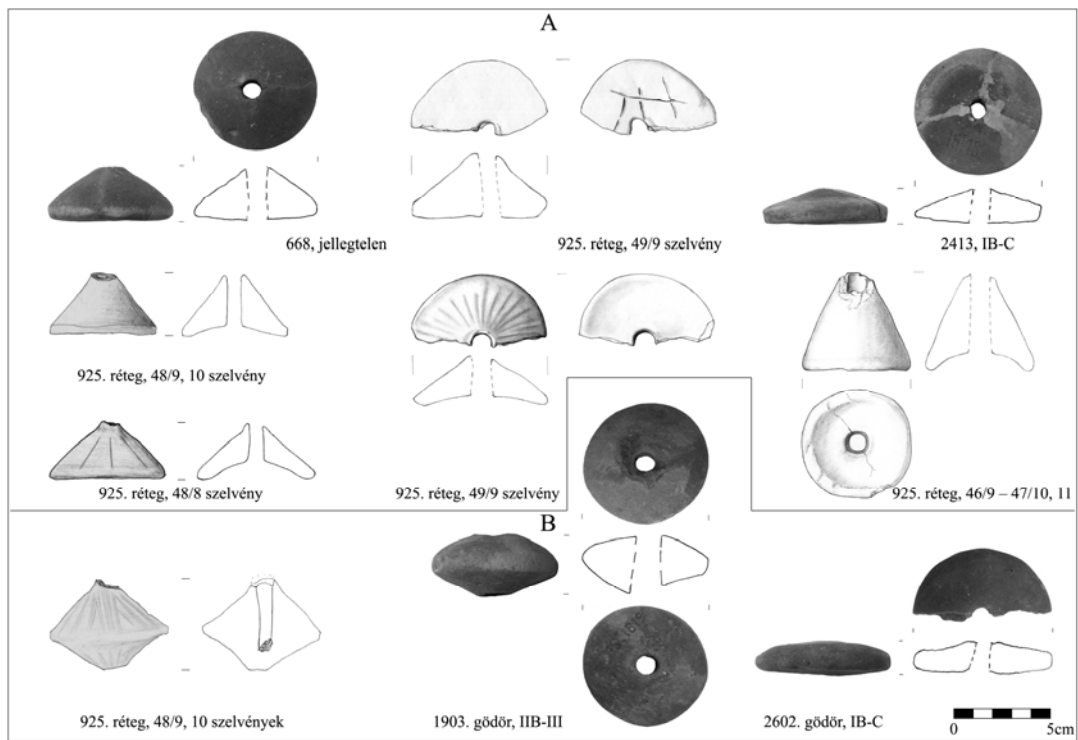 A
668, jellegtelen
925. réteg, 49/9 szelvény
2413, IB-C
925. réteg, 48/9, 10 szelvény
925. réteg, 48/8 szelvény
925. réteg, 49/9 szelvény
925. réteg, 46/9 – 47/10, 11
B
925. réteg, 48/9, 10 szelvények
1903. gödör, IIB-III
2602. gödör, IB-C
0 5cm